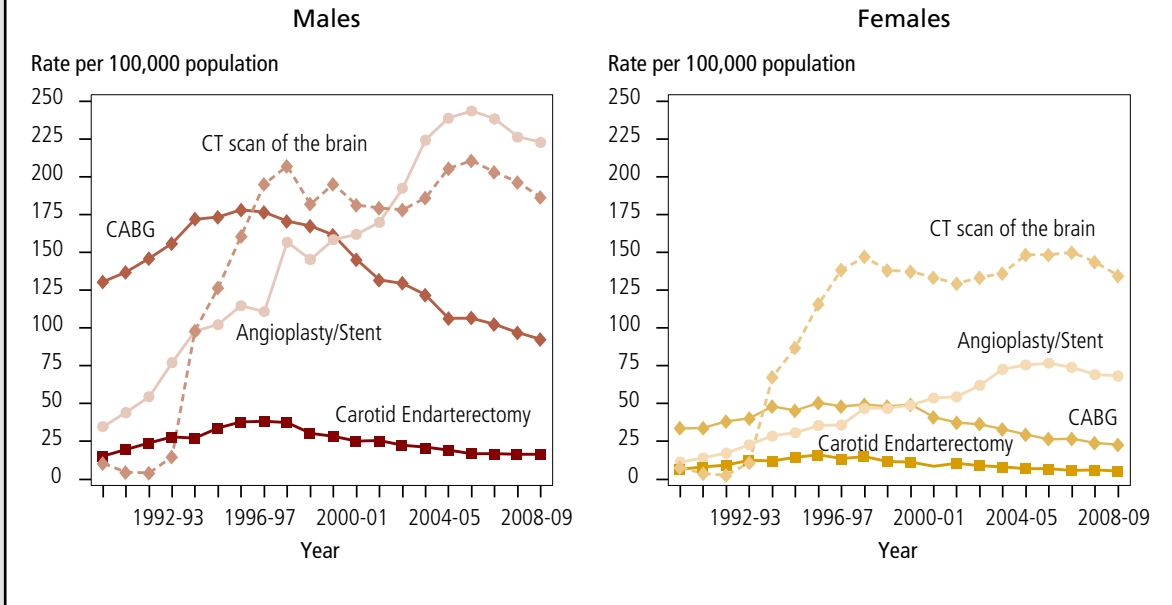 Males
Rate per 100,000 population
250
225
200
175
150
125
100
75
50
25
0
CT scan of the brain
CABG
Angioplasty/Stent
Carotid Endarterectomy
1992-93 1996-97 2000-01 2004-05 2008-09
Year
Females
Rate per 100,000 population
250
225
200
175
150
125
100
75
50
25
0
CT scan of the brain
Angioplasty/Stent
CABG
Carotid Endarterectomy
1992-93 1996-97 2000-01 2004-05 2008-09
Year